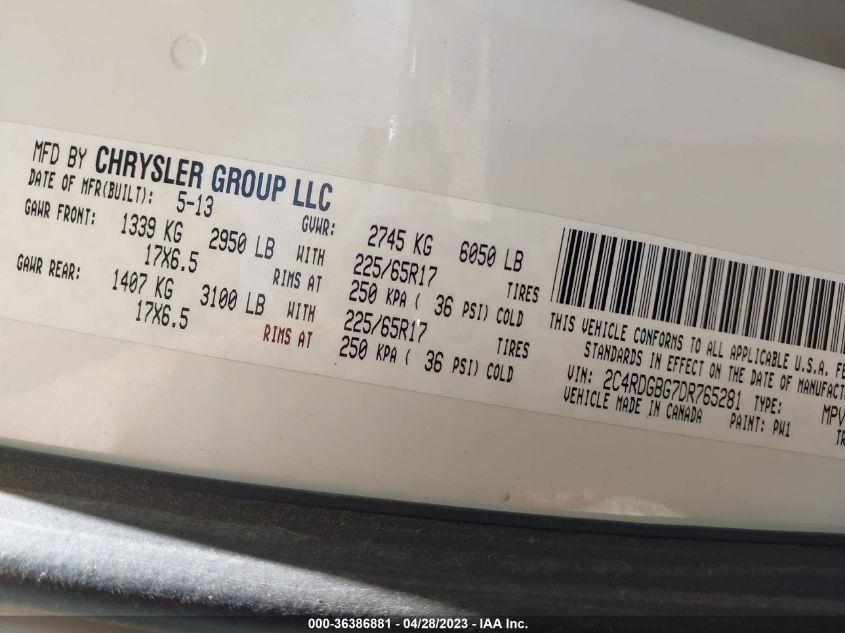 MFD BY CHRYSLER GROUP LLC
DATE OF MFR(BUILT): 5-13 GVWR: 2745 KG 6050 LB
GAWR FRONT: 1339 KG 2950 LB WITH 225/65R17 TIRES
17X6.5 RIMS AT 250 KPA ( 36 PSI) COLD
GAWR REAR: 1407 KG 3100 LB WITH 225/65R17 TIRES
17X6.5 RIMS AT 250 KPA ( 36 PSI) COLD
THIS VEHICLE CONFORMS TO ALL APPLICABLE U.S.A. FE
STANDARDS IN EFFECT ON THE DATE OF MANUFACT
VIN: 2C4RDGBG7DR765281 TYPE: MPV
VEHICLE MADE IN CANADA PAINT: PW1 TR
000-36386881 - 04/28/2023 - IAA Inc.